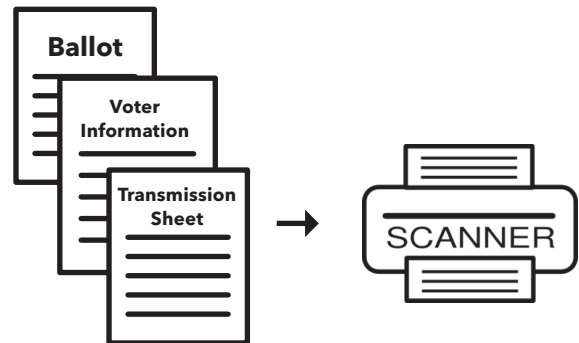 Ballot
Voter
Information
Transmission
Sheet
SCANNER